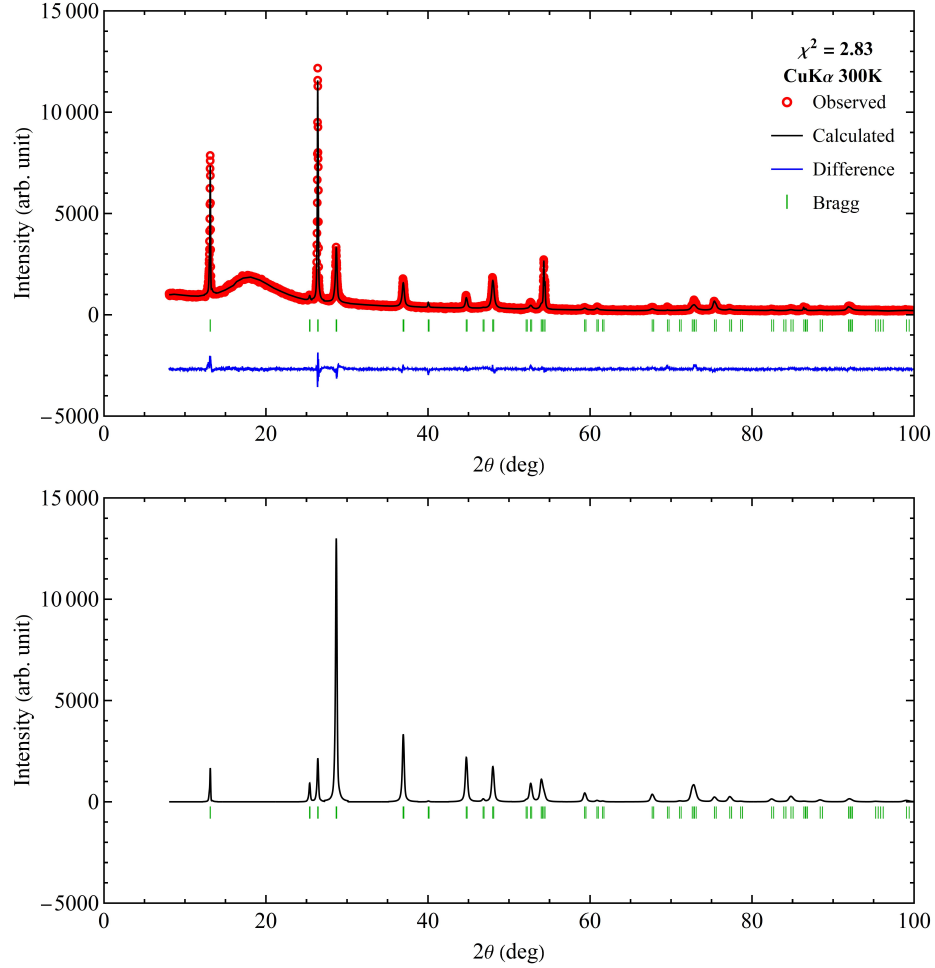 15 000
χ² = 2.83
CuKα 300K
Observed
Calculated
Difference
Bragg
10 000
5000
0
−5000
Intensity (arb. unit)
0 20 40 60 80 100
2θ (deg)
15 000
10 000
5000
0
−5000
Intensity (arb. unit)
0 20 40 60 80 100
2θ (deg)